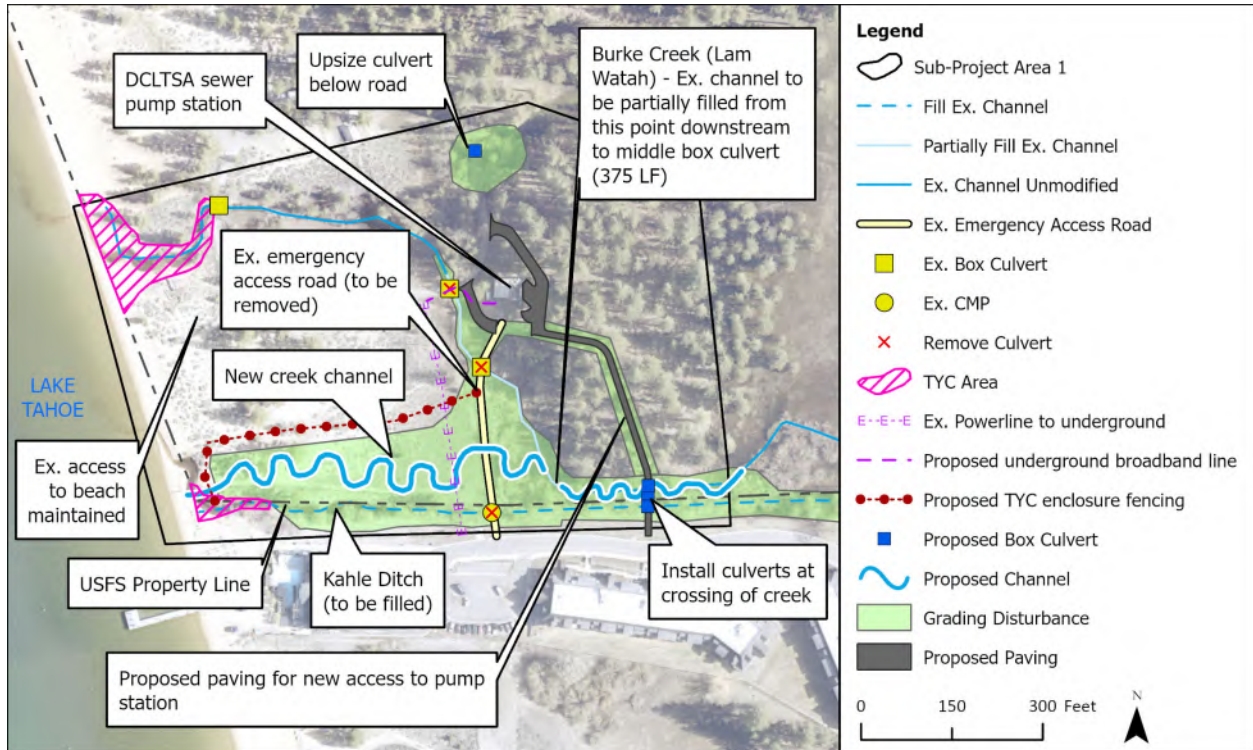 DCLTSA sewer
pump station
Upsize culvert
below road
Burke Creek (Lam
Watah) - Ex. channel to
be partially filled from
this point downstream
to middle box culvert
(375 LF)
Ex. emergency
access road (to be
removed)
New creek channel
LAKE
TAHOE
Ex. access
to beach
maintained
USFS Property Line
Kahle Ditch
(to be filled)
Install culverts at
crossing of creek
Proposed paving for new access to pump
station
E-E-E-E-E-E-E-E-E
Legend
Sub-Project Area 1
Fill Ex. Channel
Partially Fill Ex. Channel
Ex. Channel Unmodified
Ex. Emergency Access Road
Ex. Box Culvert
Ex. CMP
Remove Culvert
TYC Area
E-E-E Ex. Powerline to underground
Proposed underground broadband line
Proposed TYC enclosure fencing
Proposed Box Culvert
Proposed Channel
Grading Disturbance
Proposed Paving
0 150 300 Feet
N